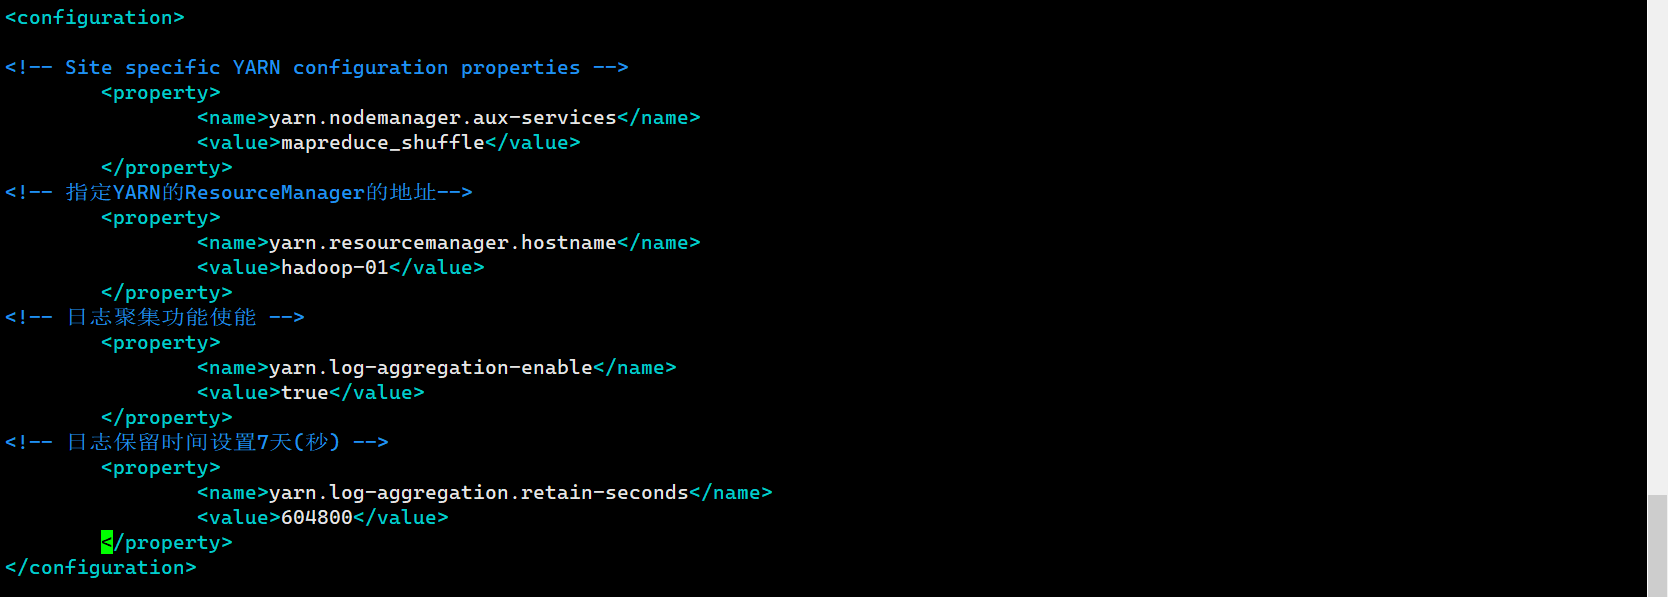 <configuration>
<!-- Site specific YARN configuration properties -->
<property>
<name>yarn.nodemanager.aux-services</name>
<value>mapreduce_shuffle</value>
</property>
<!-- 指定YARN的ResourceManager的地址-->
<property>
<name>yarn.resourcemanager.hostname</name>
<value>hadoop-01</value>
</property>
<!-- 日志聚集功能使能 -->
<property>
<name>yarn.log-aggregation-enable</name>
<value>true</value>
</property>
<!-- 日志保留时间设置7天(秒) -->
<property>
<name>yarn.log-aggregation.retain-seconds</name>
<value>604800</value>
</property>
</configuration>